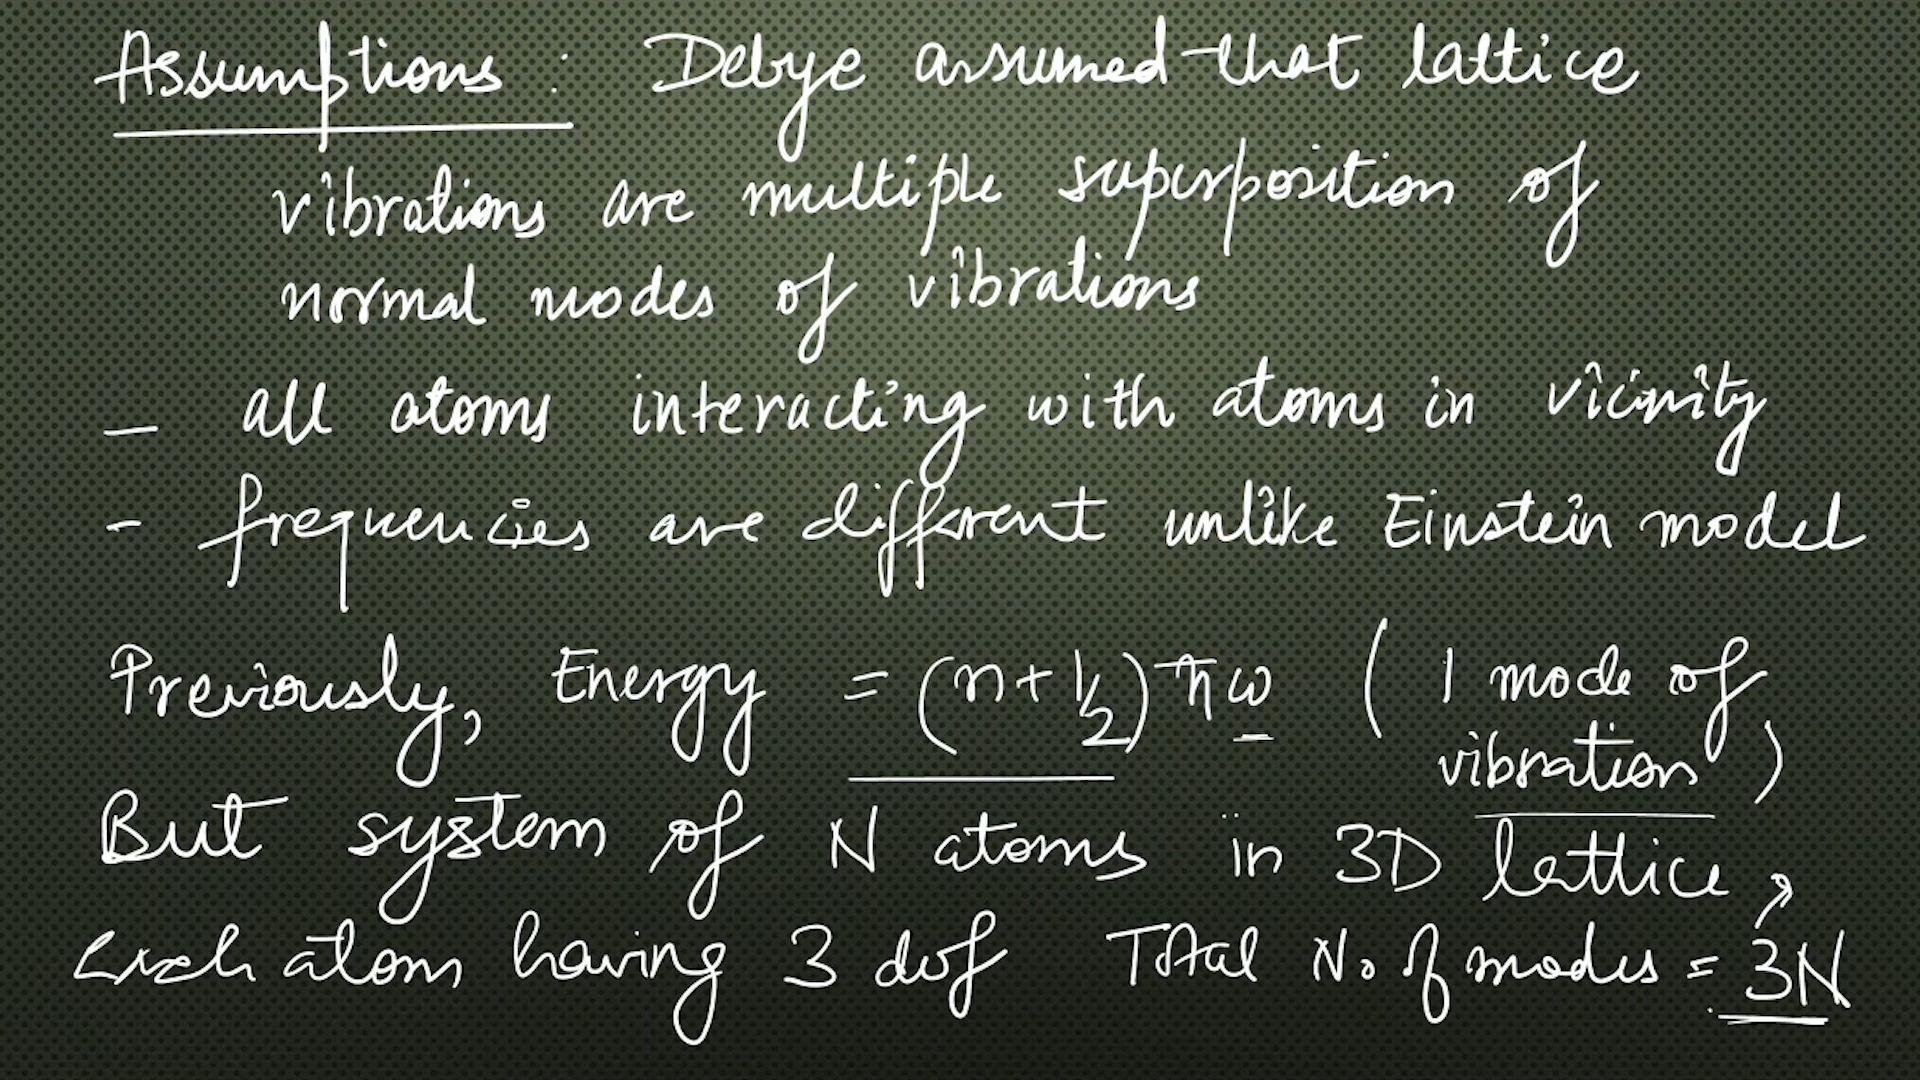 Assumptions : Debye assumed that lattice
vibrations are multiple superposition of
normal modes of vibrations
— all atoms interacting with atoms in vicinity
- frequencies are different unlike Einstein model
Previously, Energy = (n+1/2)ħω ( 1 mode of
vibration )
But system of N atoms in 3D lattice,
each atom having 3 dof Total No. of modes = 3N